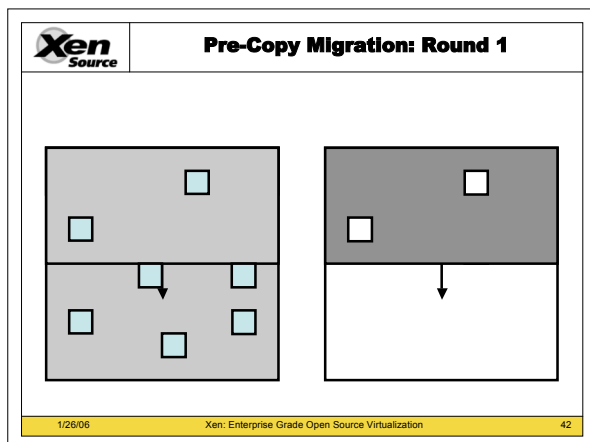 Xen
Source
Pre-Copy Migration: Round 1
1/26/06
Xen: Enterprise Grade Open Source Virtualization
42